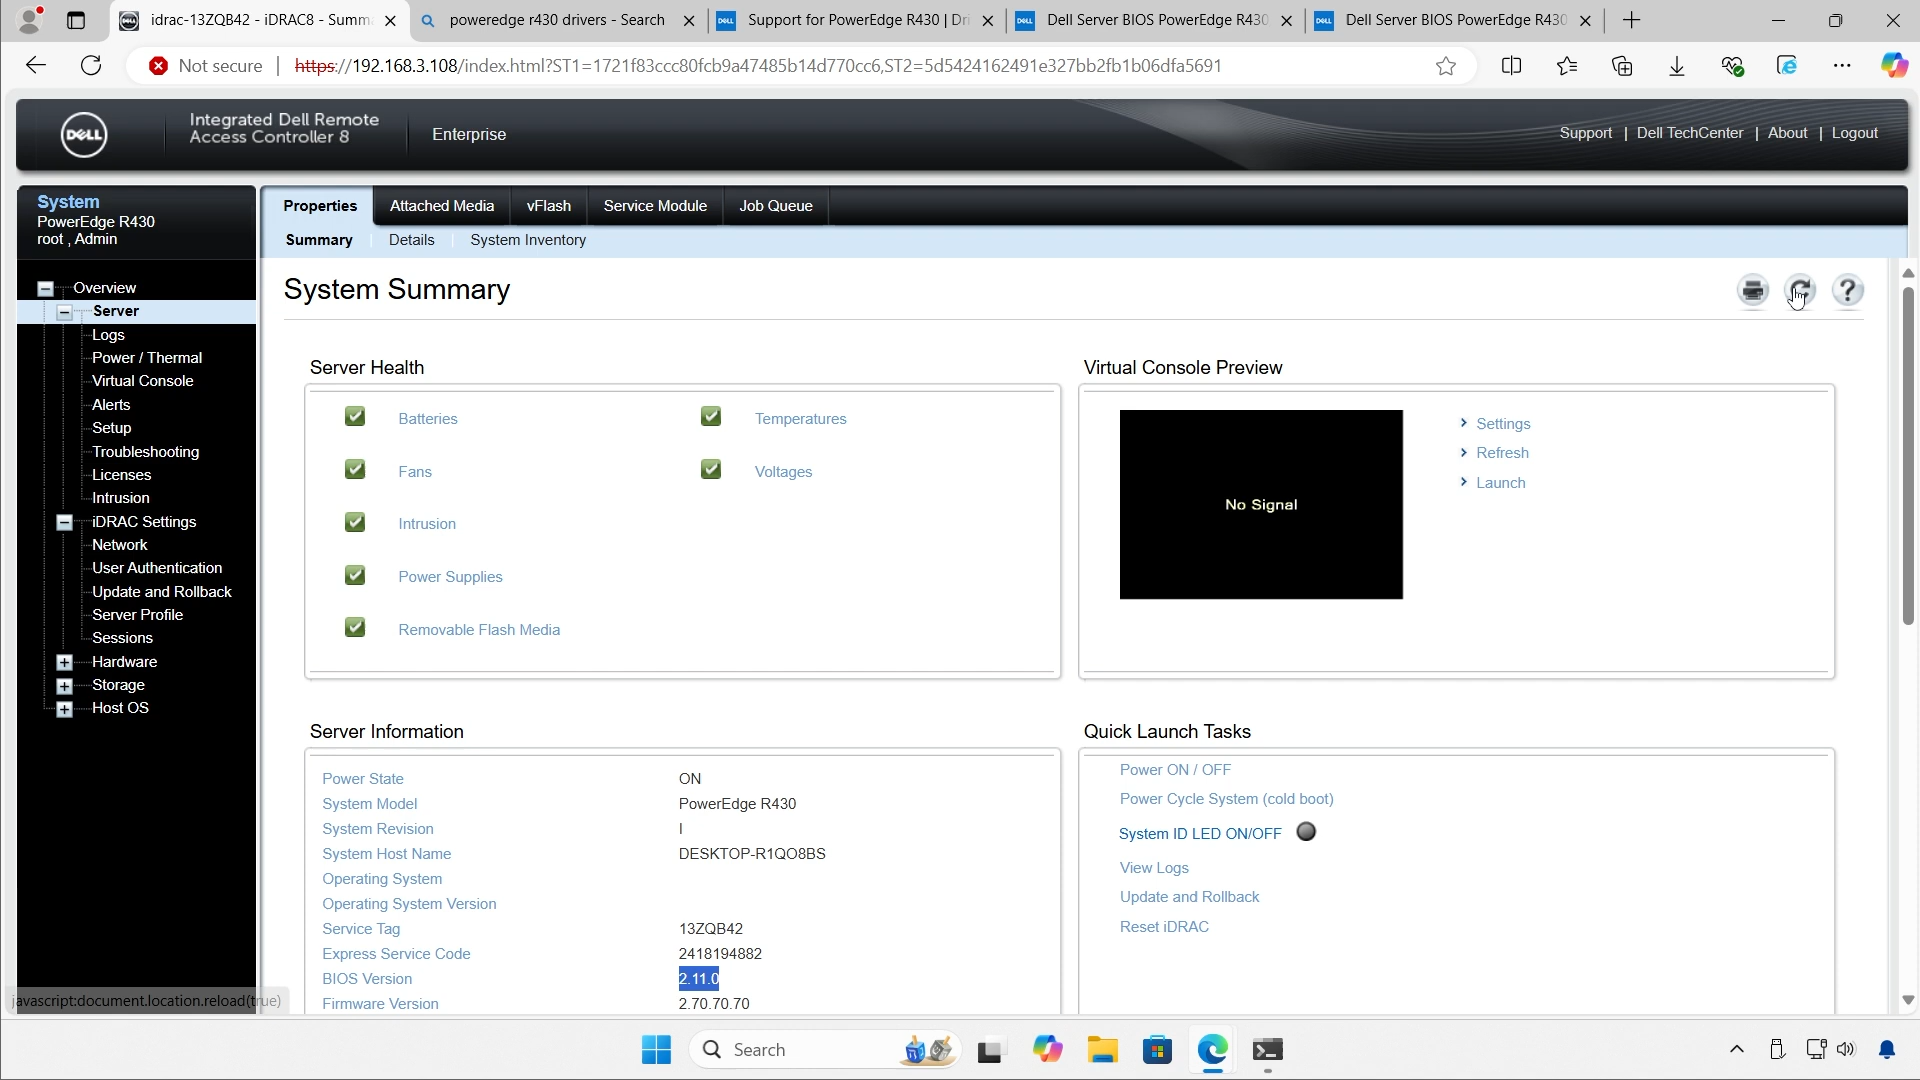 idrac-13ZQB42 - iDRAC8 - Summ
poweredge r430 drivers - Search
Support for PowerEdge R430 | Dri
Dell Server BIOS PowerEdge R430
Dell Server BIOS PowerEdge R430
Not secure
https://192.168.3.108/index.html?ST1=1721f83ccc80fcb9a47485b14d770cc6,ST2=5d5424162491e327bb2fb1b06dfa5691
DELL
Integrated Dell Remote
Access Controller 8
Enterprise
Support | Dell TechCenter | About | Logout
System
PowerEdge R430
root , Admin
Properties
Attached Media
vFlash
Service Module
Job Queue
Summary
Details
System Inventory
Overview
Server
Logs
Power / Thermal
Virtual Console
Alerts
Setup
Troubleshooting
Licenses
Intrusion
iDRAC Settings
Network
User Authentication
Update and Rollback
Server Profile
Sessions
Hardware
Storage
Host OS
System Summary
Server Health
Batteries
Temperatures
Fans
Voltages
Intrusion
Power Supplies
Removable Flash Media
Virtual Console Preview
No Signal
Settings
Refresh
Launch
Server Information
Power State ON
System Model PowerEdge R430
System Revision I
System Host Name DESKTOP-R1QO8BS
Operating System
Operating System Version
Service Tag 13ZQB42
Express Service Code 2418194882
BIOS Version 2.11.0
Firmware Version 2.70.70.70
Quick Launch Tasks
Power ON / OFF
Power Cycle System (cold boot)
System ID LED ON/OFF
View Logs
Update and Rollback
Reset iDRAC
javascript:document.location.reload(true)
Search